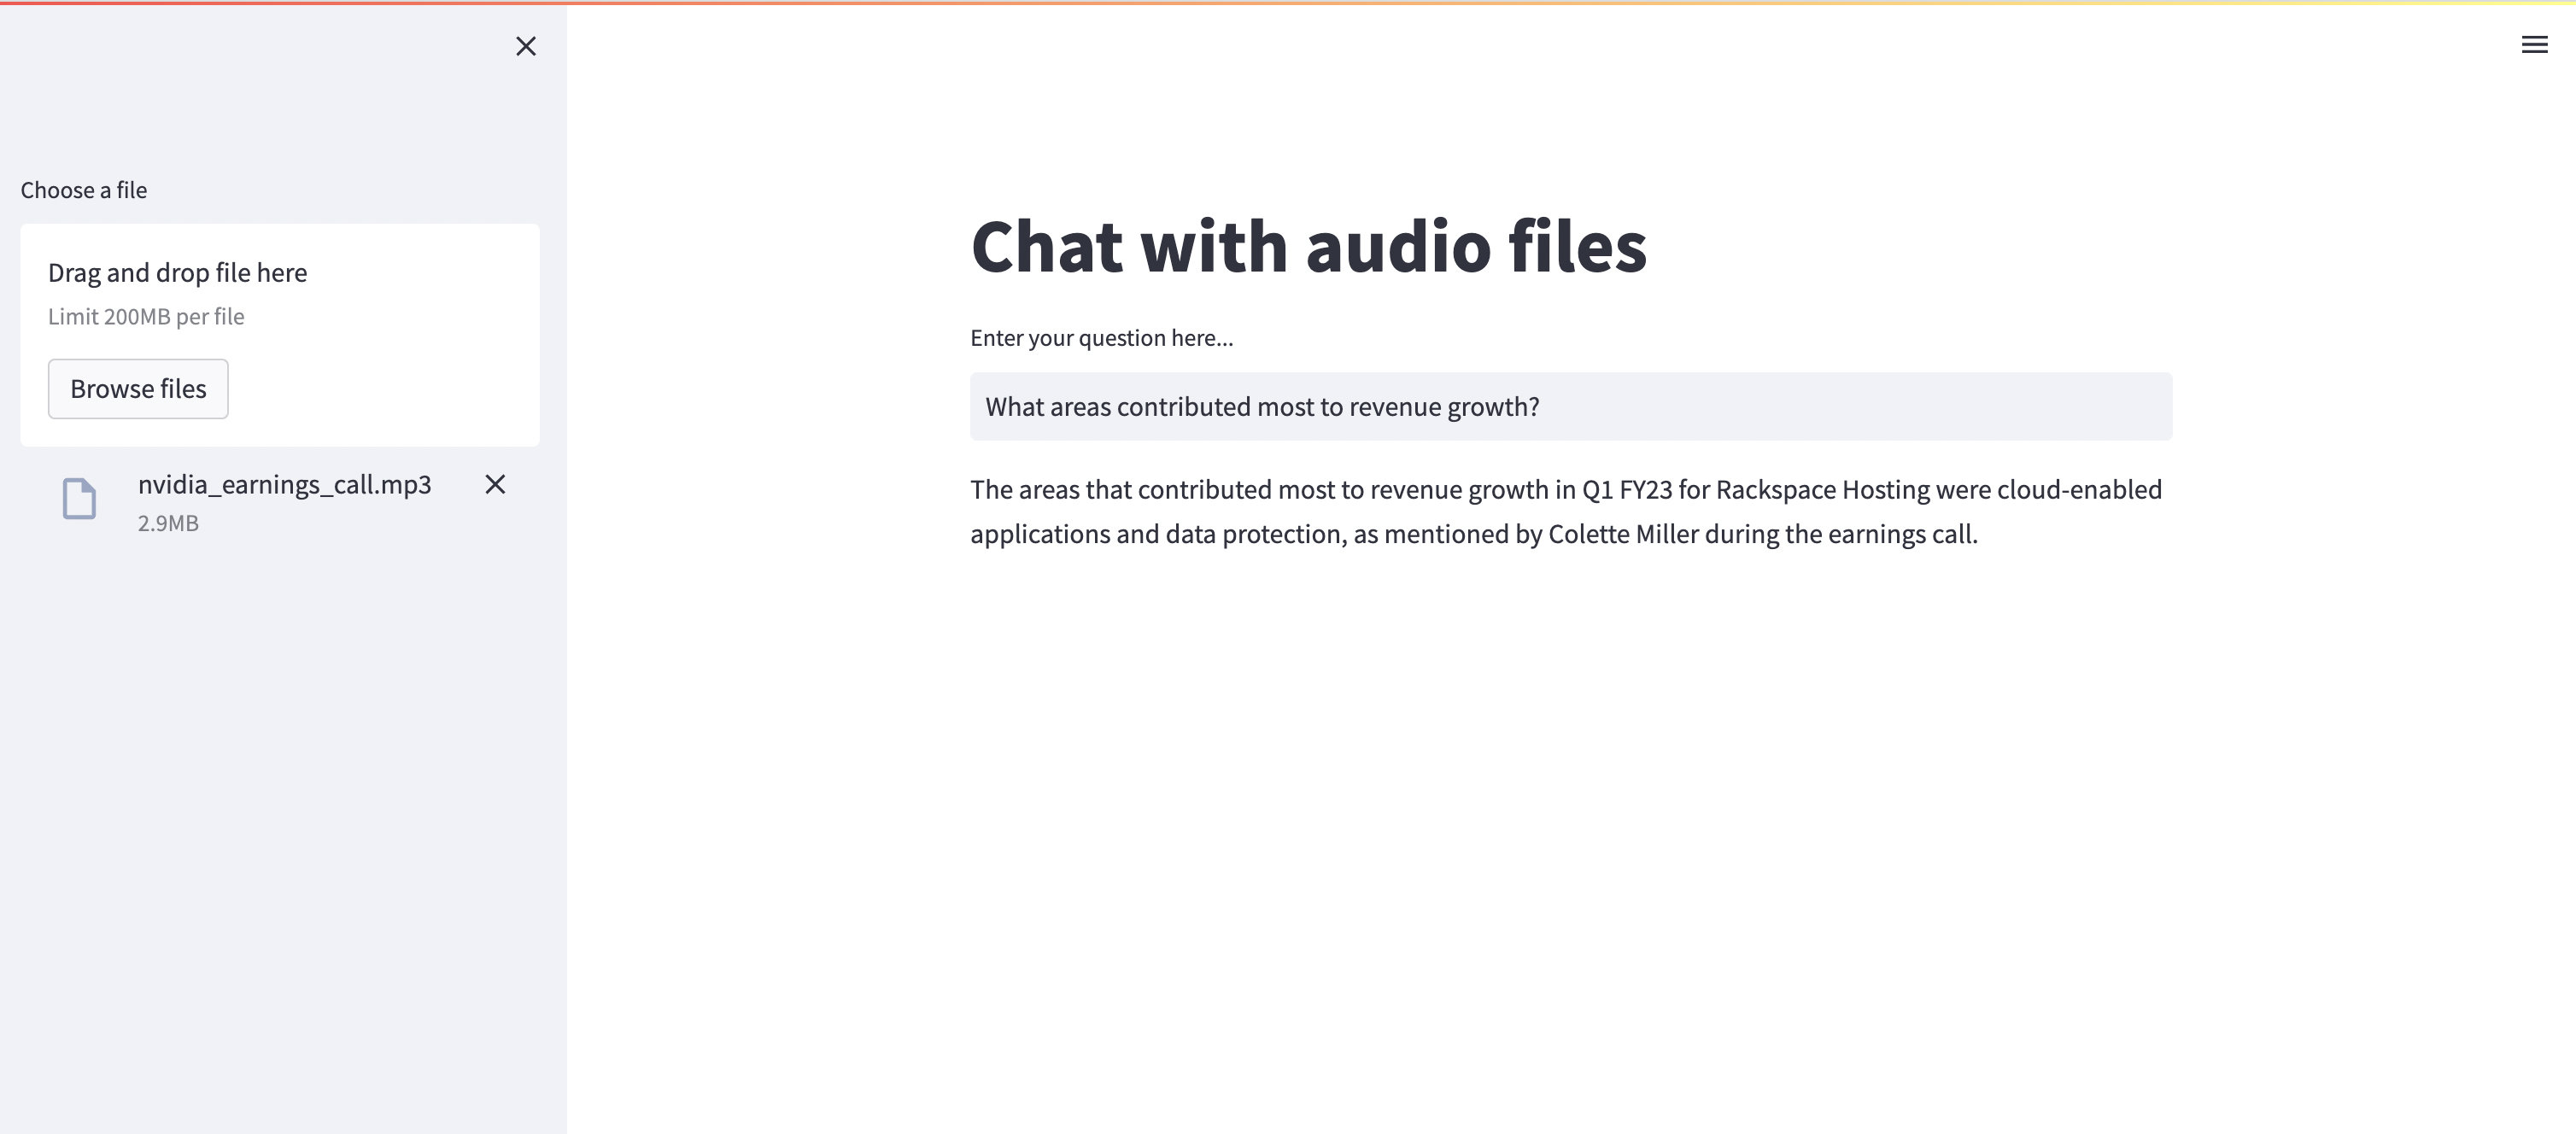 Choose a file
Drag and drop file here
Limit 200MB per file
Browse files
nvidia_earnings_call.mp3
2.9MB
Chat with audio files
Enter your question here...
What areas contributed most to revenue growth?
The areas that contributed most to revenue growth in Q1 FY23 for Rackspace Hosting were cloud-enabled
applications and data protection, as mentioned by Colette Miller during the earnings call.